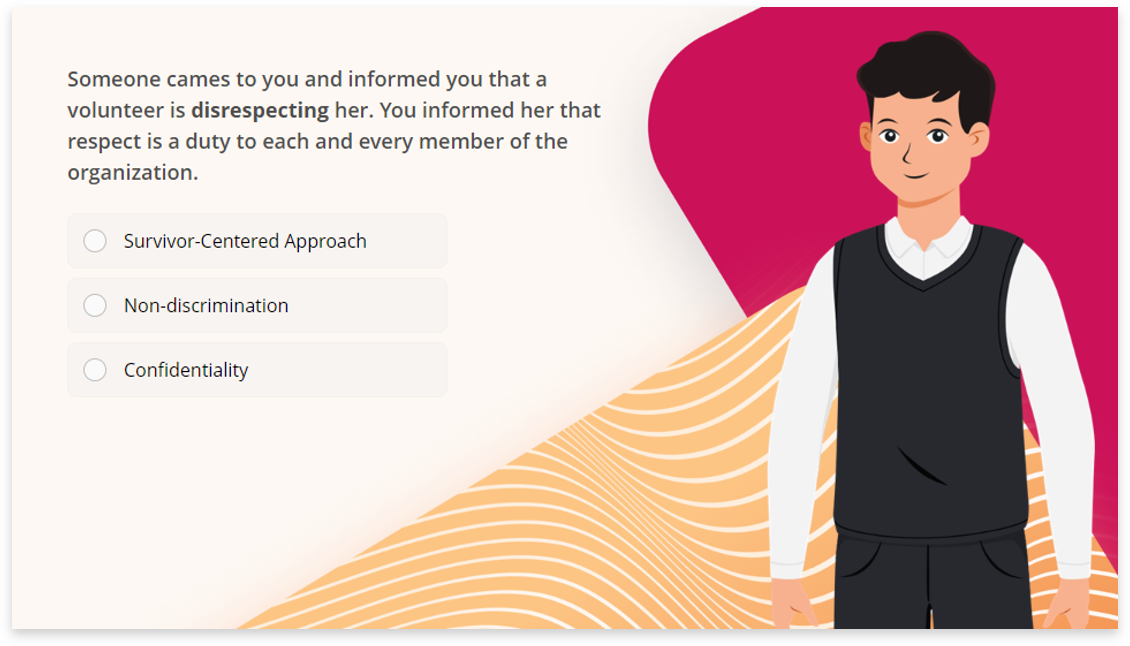 Someone cames to you and informed you that a
volunteer is disrespecting her. You informed her that
respect is a duty to each and every member of the
organization.
Survivor-Centered Approach
Non-discrimination
Confidentiality